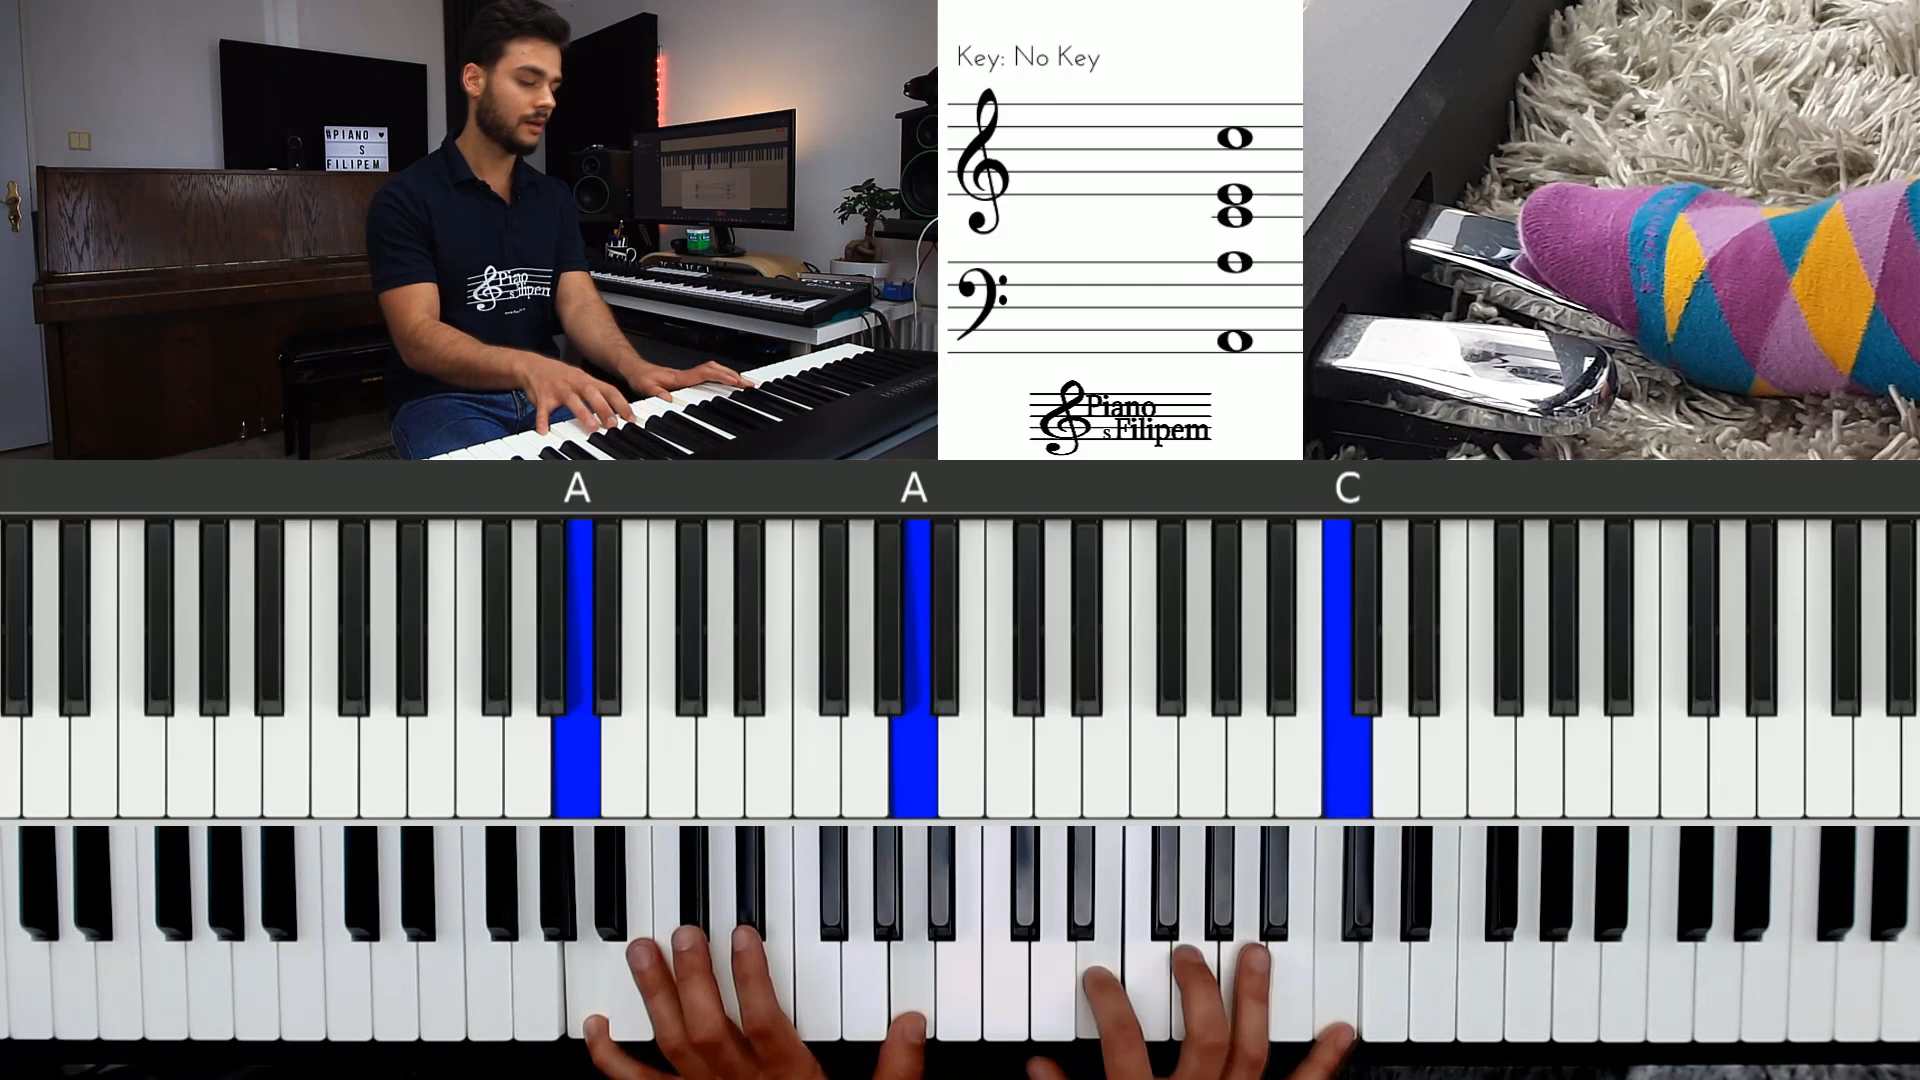 #PIANO ♥
S
FILIPEM
Piano
s Filipem
Key: No Key
Piano
s Filipem
A A C